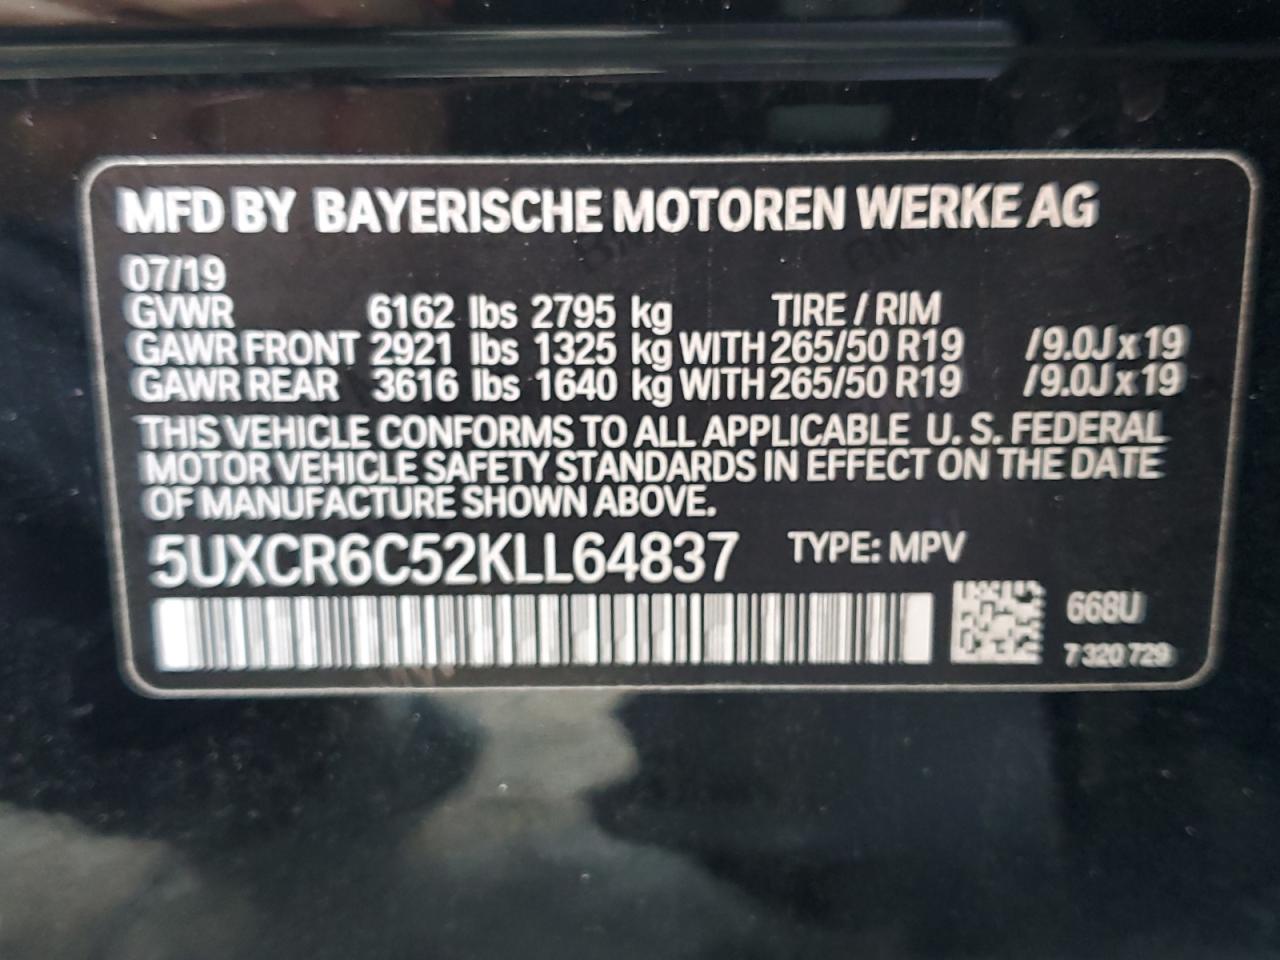 MFD BY BAYERISCHE MOTOREN WERKE AG
07/19
GVWR 6162 lbs 2795 kg TIRE / RIM
GAWR FRONT 2921 lbs 1325 kg WITH 265/50 R19 /9.0J x 19
GAWR REAR 3616 lbs 1640 kg WITH 265/50 R19 /9.0J x 19
THIS VEHICLE CONFORMS TO ALL APPLICABLE U. S. FEDERAL
MOTOR VEHICLE SAFETY STANDARDS IN EFFECT ON THE DATE
OF MANUFACTURE SHOWN ABOVE.
5UXCR6C52KLL64837 TYPE: MPV
668U
7 320 729